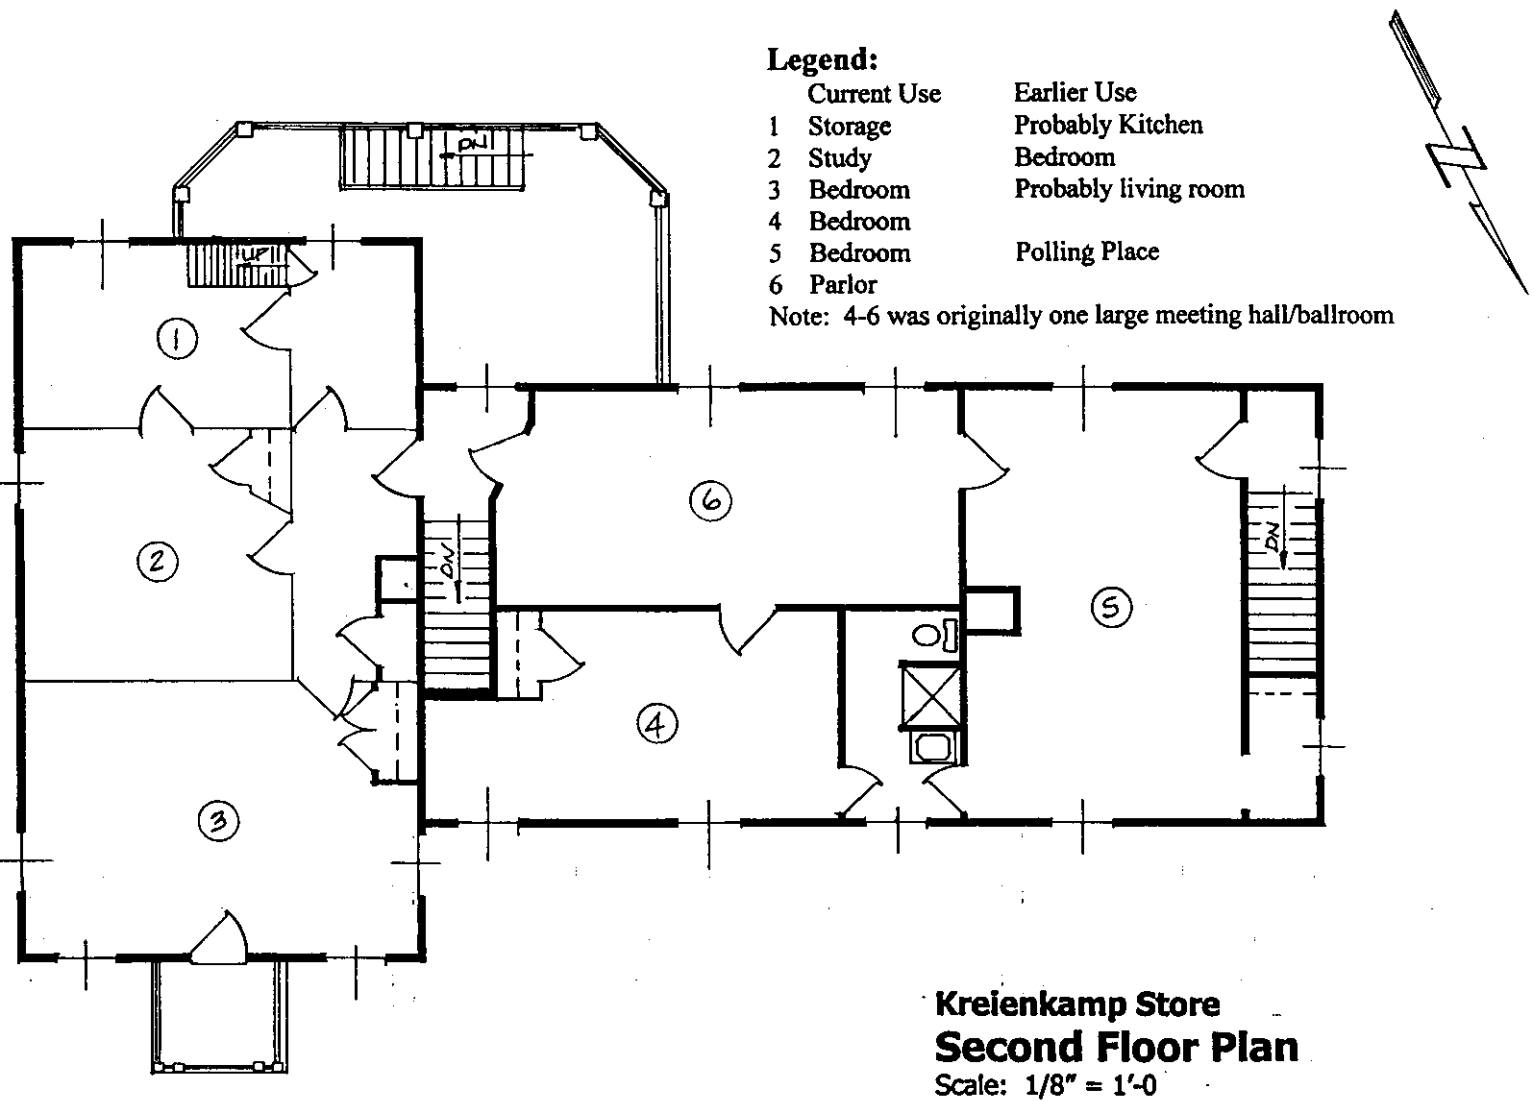 Legend:
Current Use Earlier Use
1 Storage Probably Kitchen
2 Study Bedroom
3 Bedroom Probably living room
4 Bedroom
5 Bedroom Polling Place
6 Parlor
Note: 4-6 was originally one large meeting hall/ballroom
N
DN
UP
1
2
3
DN
6
4
5
DN
Kreienkamp Store
Second Floor Plan
Scale: 1/8" = 1'-0